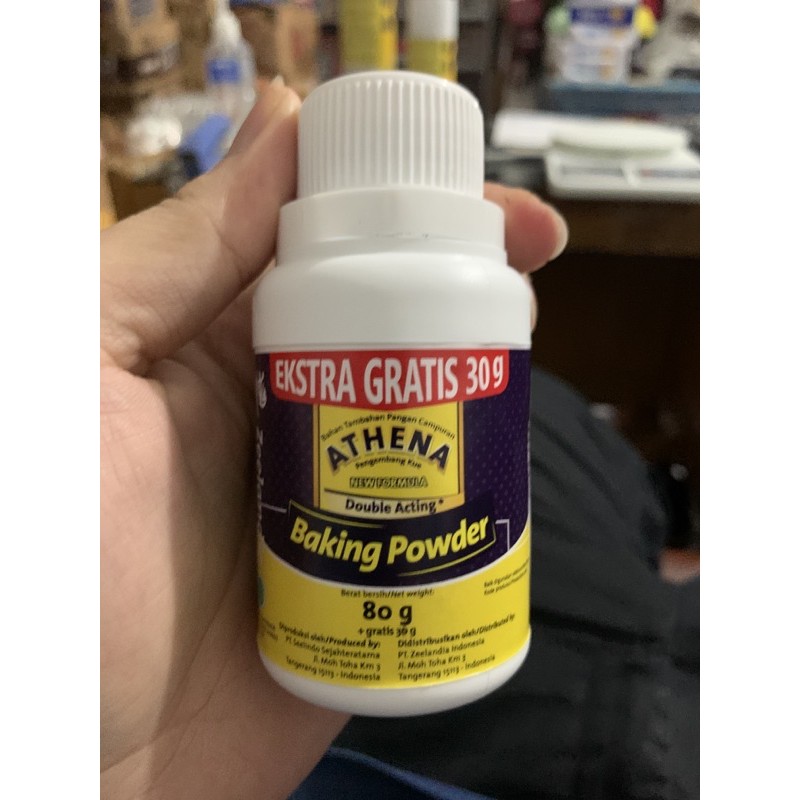 EKSTRA GRATIS 30 g
Bahan Tambahan Pangan Campuran
ATHENA
Pengembang Kue
NEW FORMULA
Double Acting*
Baking Powder
Berat bersih/Net weight:
80 g
+ gratis 30 g
Diproduksi oleh/Produced by:
PT. Seelindo Sejahteratama
Jl. Moh Toha Km 3
Tangerang 15113 - Indonesia
Didistribusikan oleh/Distributed by:
PT. Zeelandia Indonesia
Jl. Moh Toha Km 3
Tangerang 15113 - Indonesia